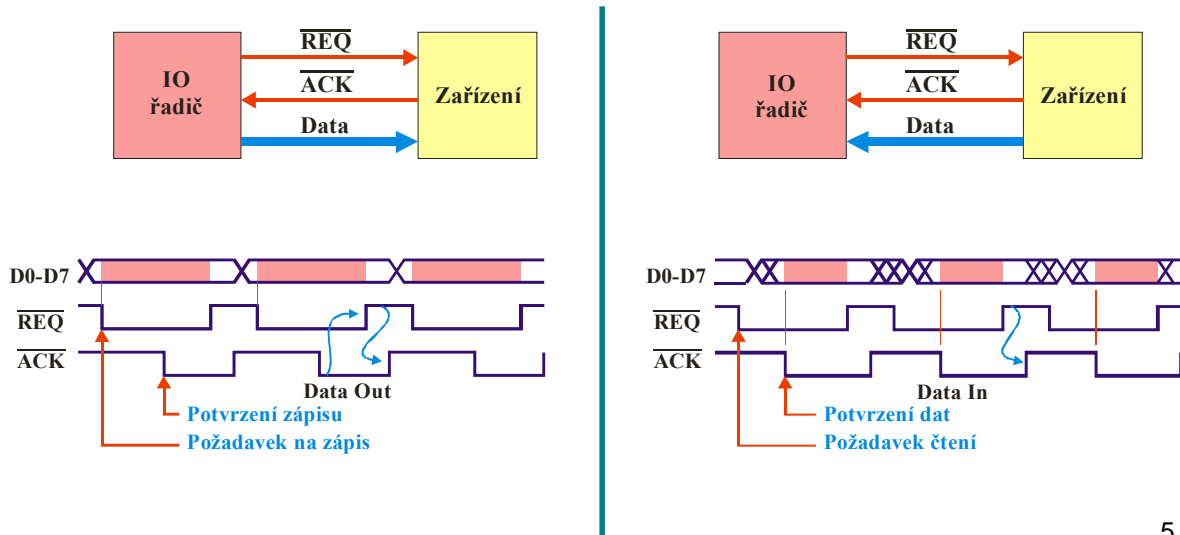 IO
řadič
REQ
ACK
Data
Zařízení
D0-D7
REQ
ACK
Data Out
Potvrzení zápisu
Požadavek na zápis
IO
řadič
REQ
ACK
Data
Zařízení
D0-D7
REQ
ACK
Data In
Potvrzení dat
Požadavek čtení
5